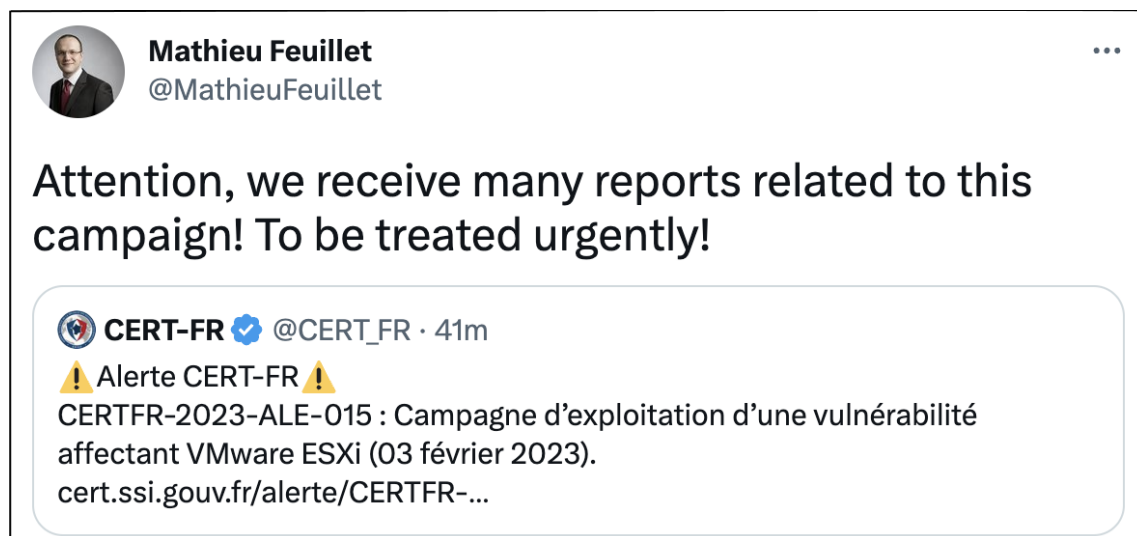 Mathieu Feuillet
@MathieuFeuillet
Attention, we receive many reports related to this
campaign! To be treated urgently!
CERT-FR @CERT_FR · 41m
⚠️Alerte CERT-FR⚠️
CERTFR-2023-ALE-015 : Campagne d’exploitation d’une vulnérabilité
affectant VMware ESXi (03 février 2023).
cert.ssi.gouv.fr/alerte/CERTFR-...